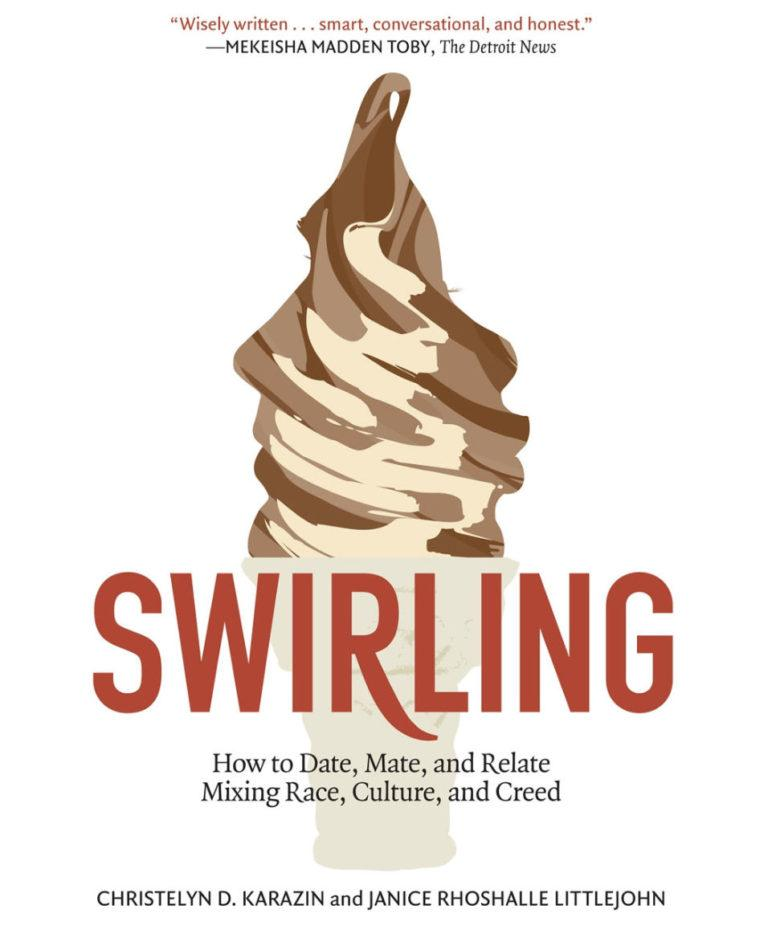 “Wisely written . . . smart, conversational, and honest.”
—MEKEISHA MADDEN TOBY, The Detroit News
SWIRLING
How to Date, Mate, and Relate
Mixing Race, Culture, and Creed
CHRISTELYN D. KARAZIN and JANICE RHOSHALLE LITTLEJOHN